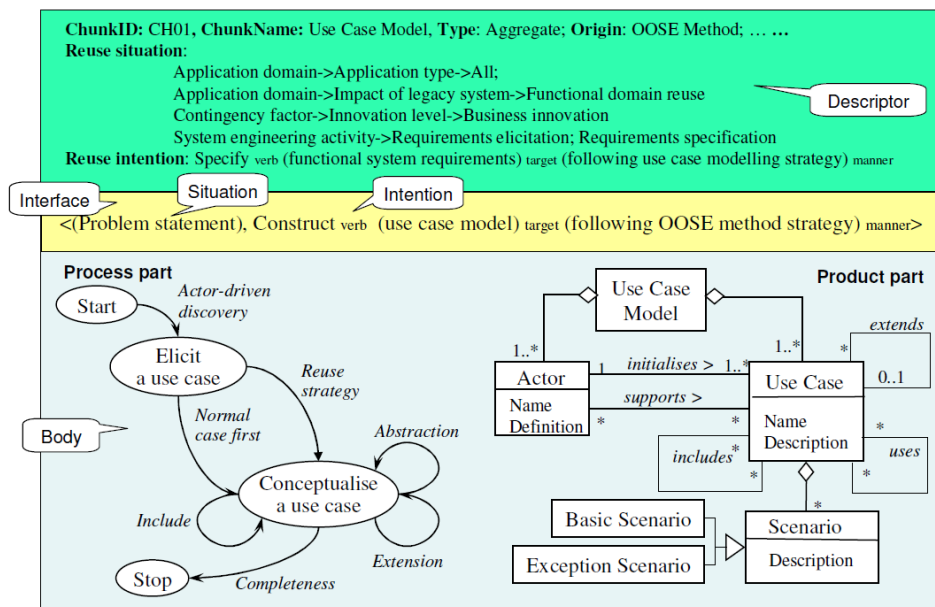 ChunkID: CH01, ChunkName: Use Case Model, Type: Aggregate; Origin: OOSE Method; ... ...
Reuse situation:
Application domain->Application type->All;
Application domain->Impact of legacy system->Functional domain reuse
Contingency factor->Innovation level->Business innovation
System engineering activity->Requirements elicitation; Requirements specification
Reuse intention: Specify verb (functional system requirements) target (following use case modelling strategy) manner
Descriptor
Interface
Situation
Intention
<(Problem statement), Construct verb (use case model) target (following OOSE method strategy) manner>
Process part
Start
Actor-driven
discovery
Elicit
a use case
Reuse
strategy
Normal
case first
Body
Abstraction
Conceptualise
a use case
Include
Extension
Stop
Completeness
Product part
Use Case
Model
extends
1..*
1..*
*
Actor
1
initialises >
1..*
Use Case
0..1
Name
Definition
supports >
*
*
Name
Description
*
includes
*
*
uses
*
*
Basic Scenario
Exception Scenario
Scenario
Description